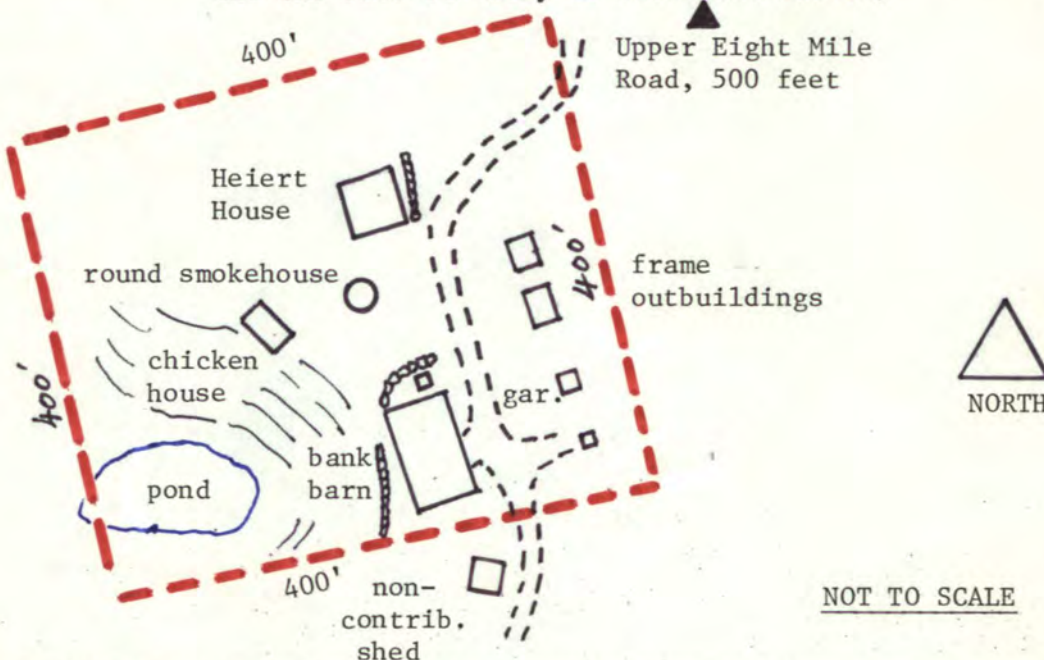 400'
Upper Eight Mile
Road, 500 feet
Heiert
House
round smokehouse
400'
frame
outbuildings
chicken
house
400'
gar.
NORTH
bank
barn
pond
400'
non-
contrib.
shed
NOT TO SCALE